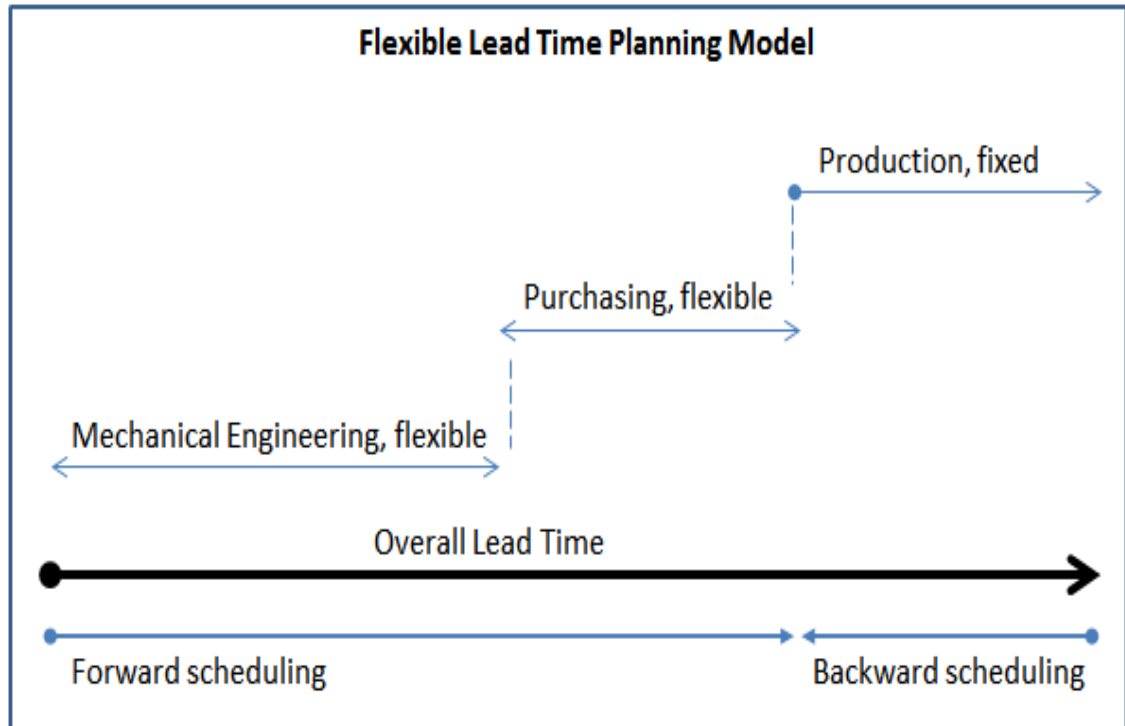 Flexible Lead Time Planning Model
Production, fixed
Purchasing, flexible
Mechanical Engineering, flexible
Overall Lead Time
Forward scheduling
Backward scheduling